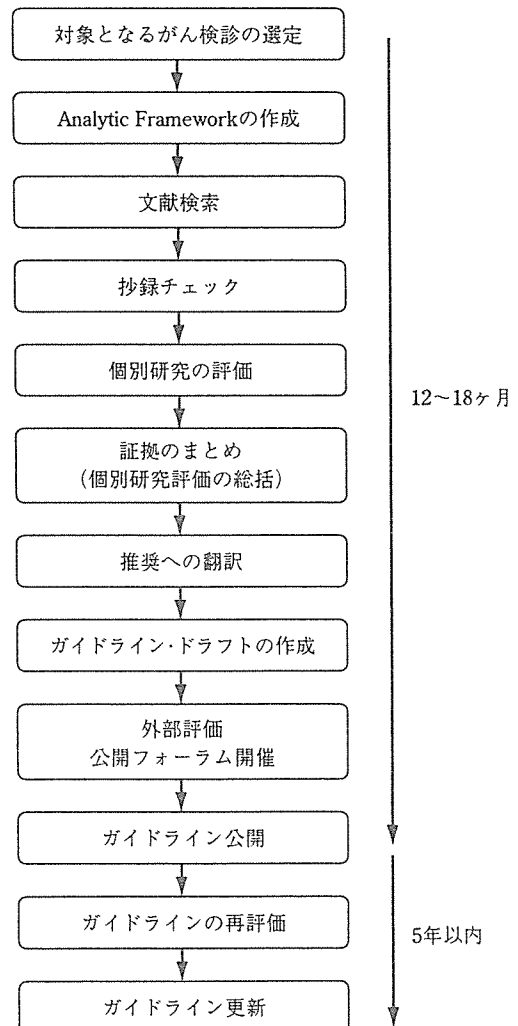 対象となるがん検診の選定
Analytic Frameworkの作成
文献検索
抄録チェック
個別研究の評価
証拠のまとめ
(個別研究評価の総括)
推奨への翻訳
ガイドライン・ドラフトの作成
外部評価
公開フォーラム開催
ガイドライン公開
ガイドラインの再評価
ガイドライン更新
12〜18ヶ月
5年以内